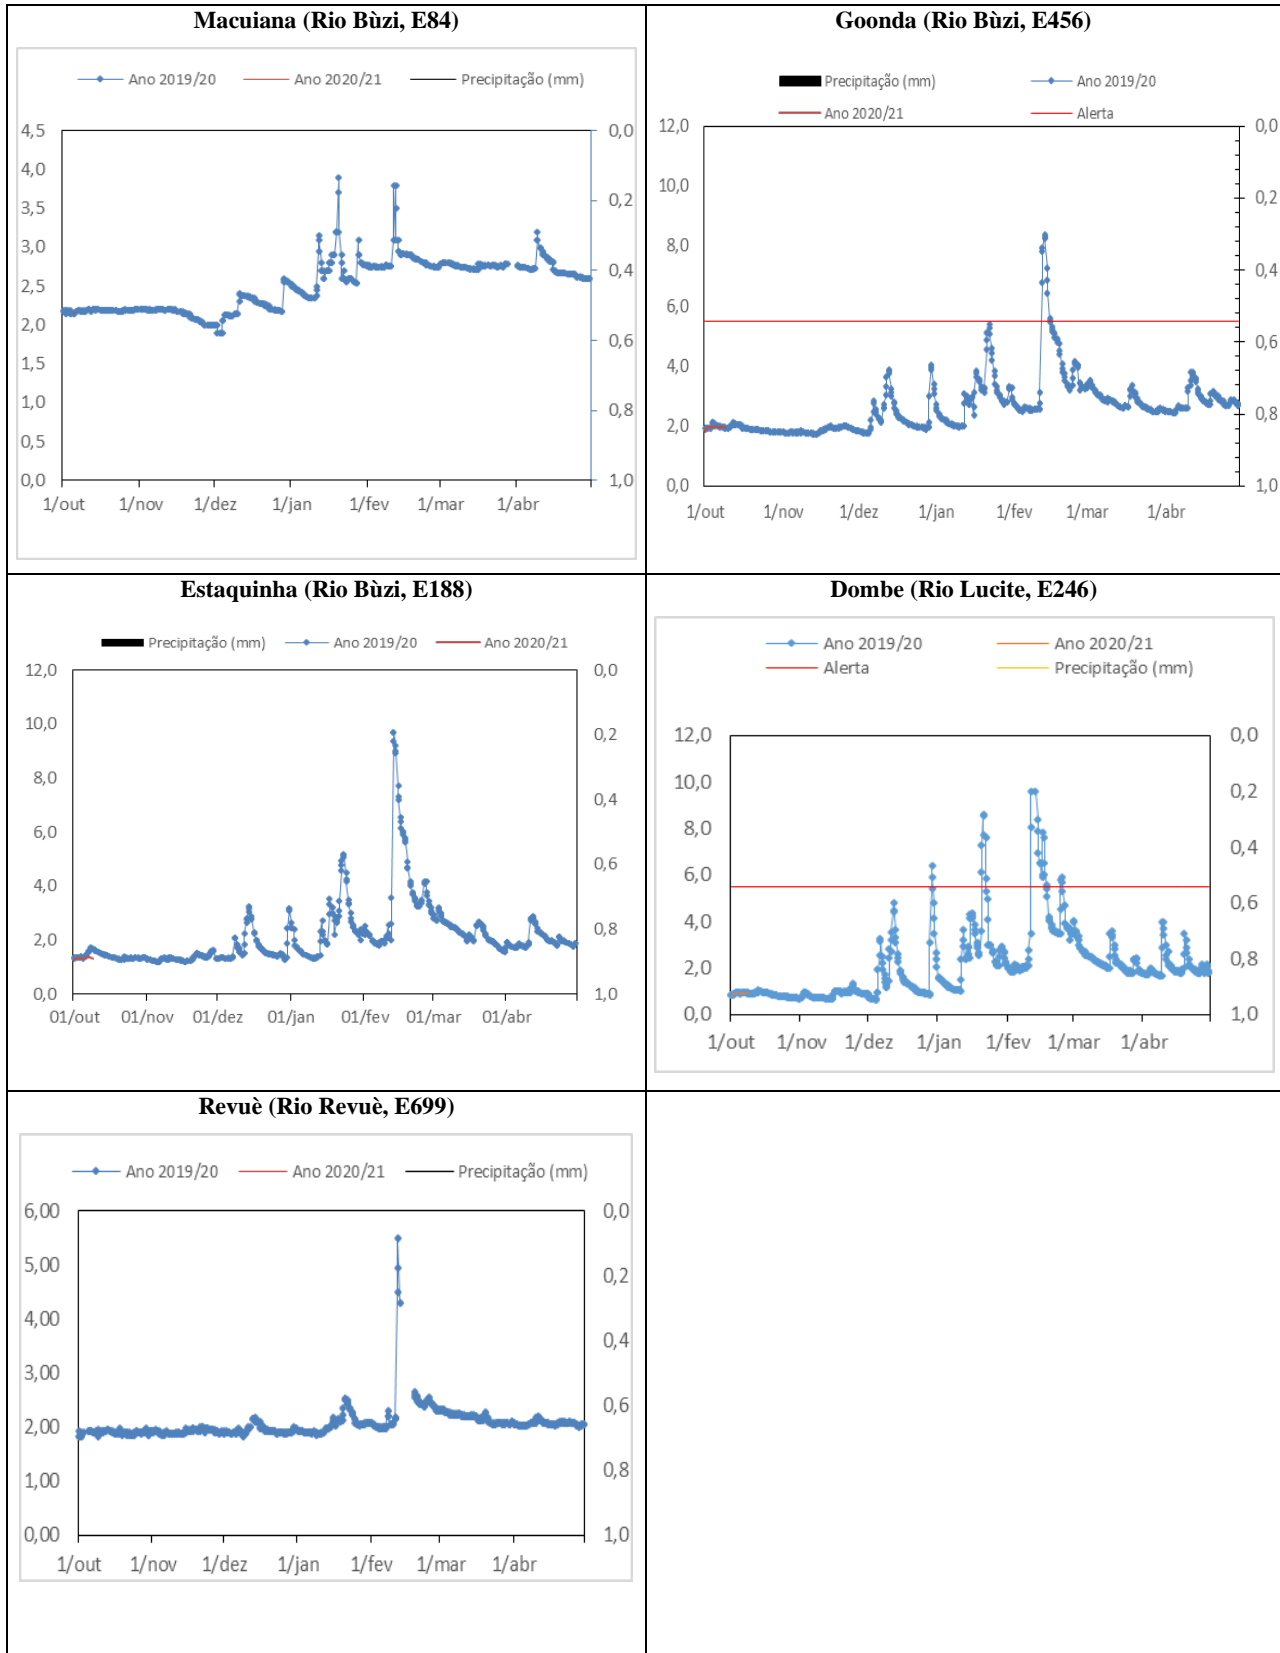 Macuiana (Rio Bùzi, E84)
Ano 2019/20 Ano 2020/21 Precipitação (mm)
4,5 0,0
4,0
3,5 0,2
3,0
2,5 0,4
2,0
1,5 0,6
1,0 0,8
0,5
0,0 1,0
1/out 1/nov 1/dez 1/jan 1/fev 1/mar 1/abr
Goonda (Rio Bùzi, E456)
Precipitação (mm) Ano 2019/20
Ano 2020/21 Alerta
12,0 0,0
10,0 0,2
8,0 0,4
6,0
4,0 0,6
2,0 0,8
0,0 1,0
1/out 1/nov 1/dez 1/jan 1/fev 1/mar 1/abr
Estaquinha (Rio Bùzi, E188)
Precipitação (mm) Ano 2019/20 Ano 2020/21
12,0 0,0
10,0 0,2
8,0 0,4
6,0 0,6
4,0
2,0 0,8
0,0 1,0
01/out 01/nov 01/dez 01/jan 01/fev 01/mar 01/abr
Dombe (Rio Lucite, E246)
Ano 2019/20 Ano 2020/21
Alerta Precipitação (mm)
12,0 0,0
10,0 0,2
8,0 0,4
6,0 0,6
4,0
2,0 0,8
0,0 1,0
1/out 1/nov 1/dez 1/jan 1/fev 1/mar 1/abr
Revuè (Rio Revuè, E699)
Ano 2019/20 Ano 2020/21 Precipitação (mm)
6,00 0,0
5,00 0,2
4,00 0,4
3,00 0,6
2,00
1,00 0,8
0,00 1,0
1/out 1/nov 1/dez 1/jan 1/fev 1/mar 1/abr